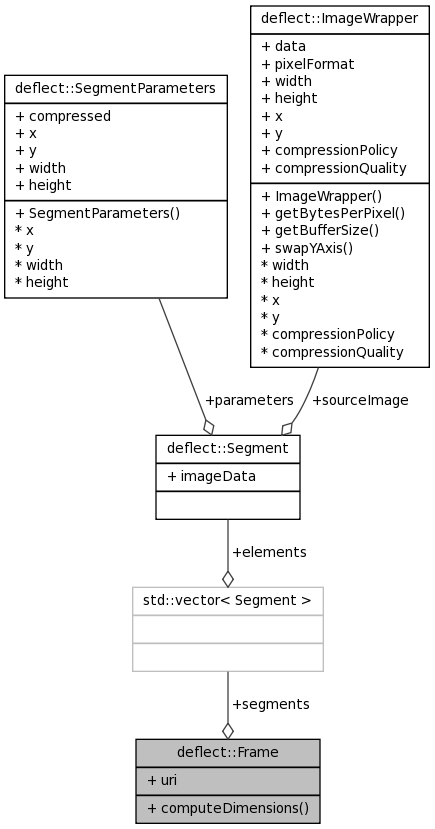 deflect::ImageWrapper
+ data
+ pixelFormat
+ width
+ height
+ x
+ y
+ compressionPolicy
+ compressionQuality
+ ImageWrapper()
+ getBytesPerPixel()
+ getBufferSize()
+ swapYAxis()
* width
* height
* x
* y
* compressionPolicy
* compressionQuality
deflect::SegmentParameters
+ compressed
+ x
+ y
+ width
+ height
+ SegmentParameters()
* x
* y
* width
* height
+parameters
+sourceImage
deflect::Segment
+ imageData
+elements
std::vector< Segment >
+segments
deflect::Frame
+ uri
+ computeDimensions()